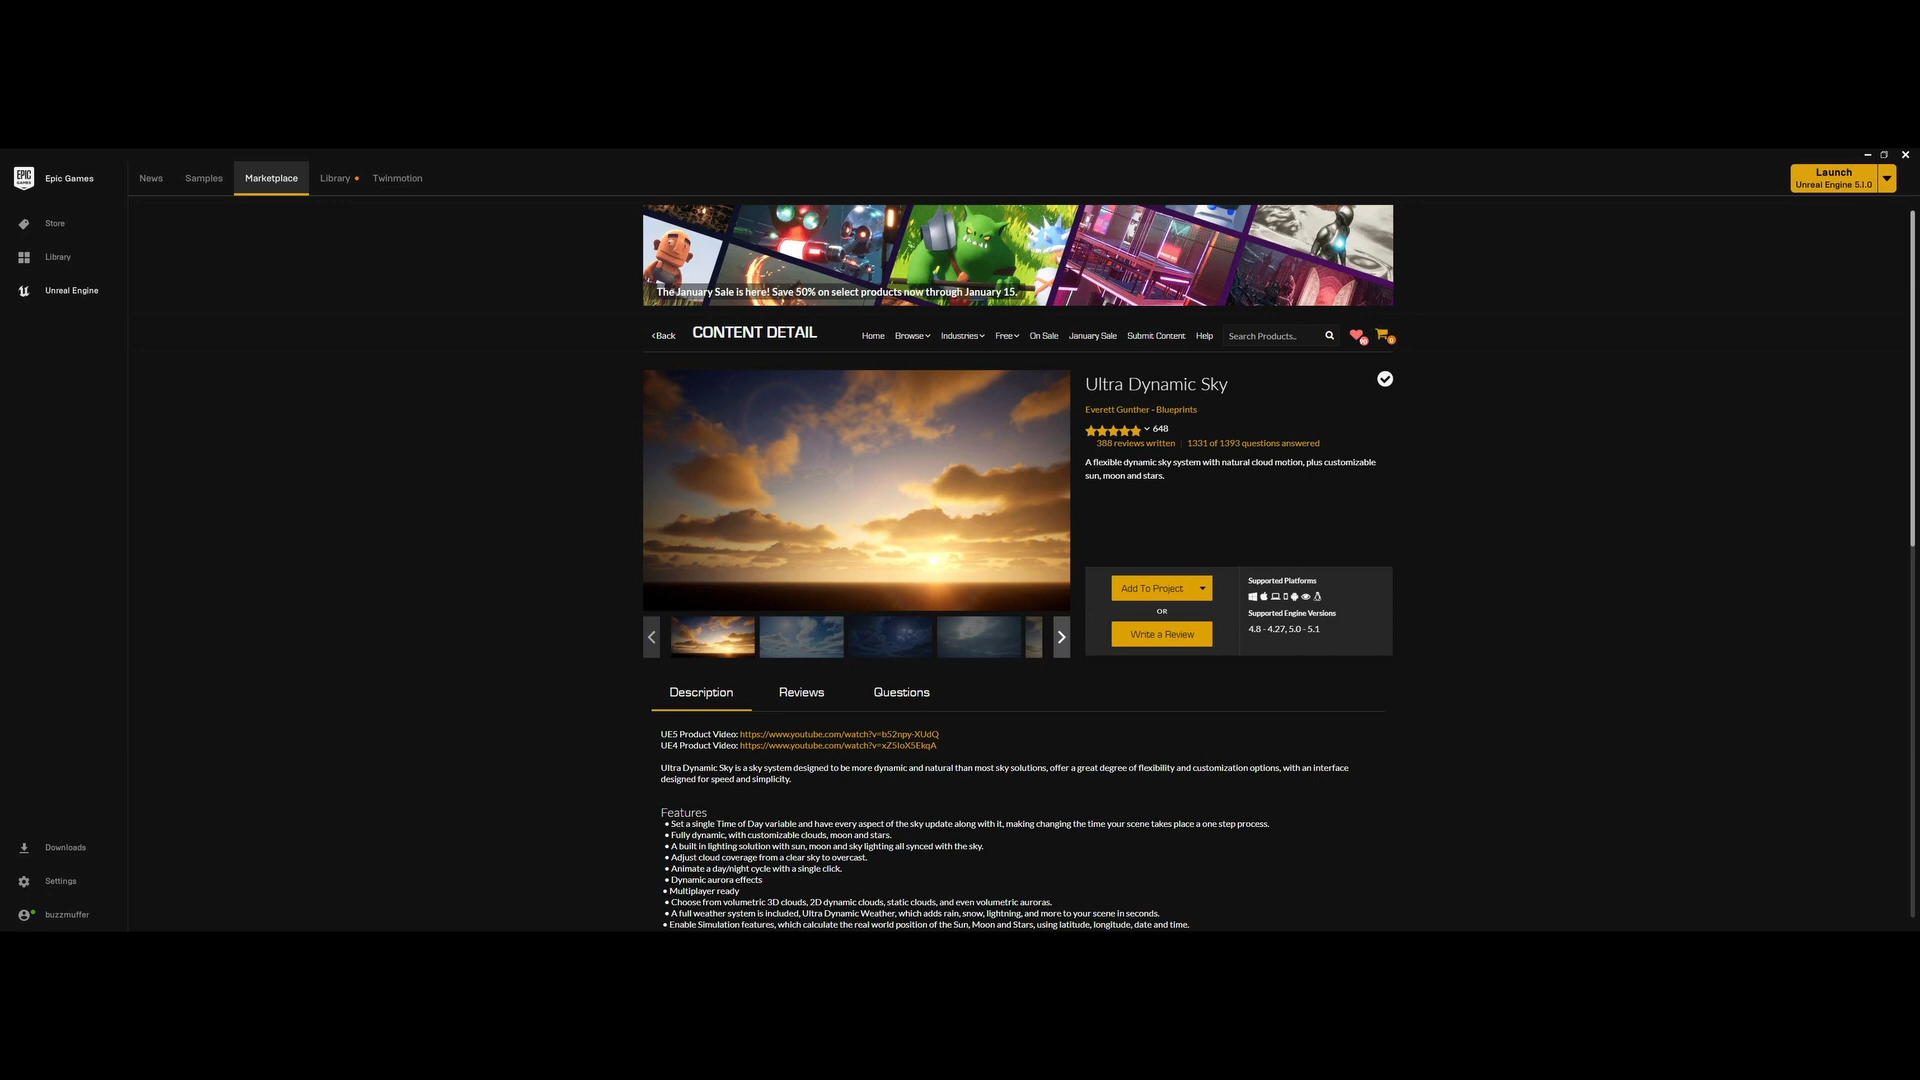 EPIC GAMES
Epic Games
News
Samples
Marketplace
Library
Twinmotion
Launch
Unreal Engine 5.1.0
Store
Library
Unreal Engine
The January Sale is here! Save 50% on select products now through January 15.
Back
CONTENT DETAIL
Home
Browse
Industries
Free
On Sale
January Sale
Submit Content
Help
Search Products..
0
Ultra Dynamic Sky
Everett Gunther - Blueprints
648
388 reviews written | 1331 of 1393 questions answered
A flexible dynamic sky system with natural cloud motion, plus customizable
sun, moon and stars.
Add To Project
OR
Write a Review
Supported Platforms
Supported Engine Versions
4.8 - 4.27, 5.0 - 5.1
Description
Reviews
Questions
UE5 Product Video: https://www.youtube.com/watch?v=b52npy-XUdQ
UE4 Product Video: https://www.youtube.com/watch?v=xZ5IoX5EkqA
Ultra Dynamic Sky is a sky system designed to be more dynamic and natural than most sky solutions, offer a great degree of flexibility and customization options, with an interface
designed for speed and simplicity.
Features
• Set a single Time of Day variable and have every aspect of the sky update along with it, making changing the time your scene takes place a one step process.
• Fully dynamic, with customizable clouds, moon and stars.
• A built in lighting solution with sun, moon and sky lighting all synced with the sky.
• Adjust cloud coverage from a clear sky to overcast.
• Animate a day/night cycle with a single click.
• Dynamic aurora effects
• Multiplayer ready
• Choose from volumetric 3D clouds, 2D dynamic clouds, static clouds, and even volumetric auroras.
• A full weather system is included, Ultra Dynamic Weather, which adds rain, snow, lightning, and more to your scene in seconds.
• Enable Simulation features, which calculate the real world position of the Sun, Moon and Stars, using latitude, longitude, date and time.
Downloads
Settings
buzzmuffer